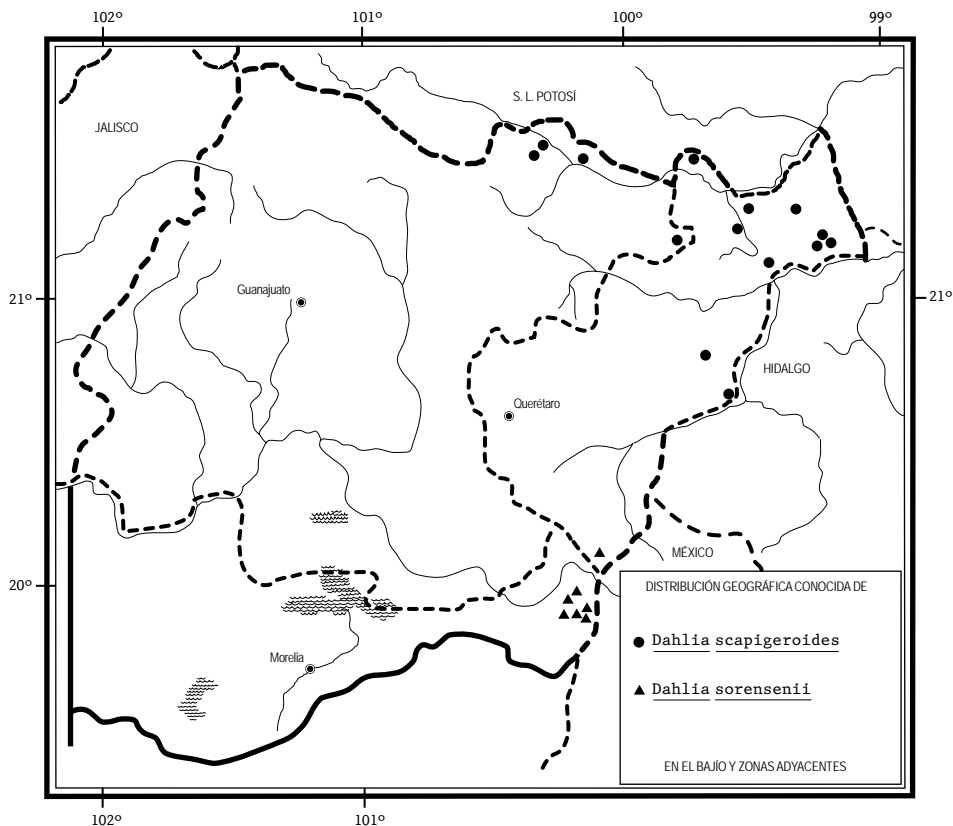 102° 101° 100° 99°
S. L. POTOSÍ
JALISCO
Guanajuato
21° 21°
HIDALGO
Querétaro
MÉXICO
20°
DISTRIBUCIÓN GEOGRÁFICA CONOCIDA DE
Dahlia scapigeroides
Morelia
Dahlia sorensenii
EN EL BAJÍO Y ZONAS ADYACENTES
102° 101°